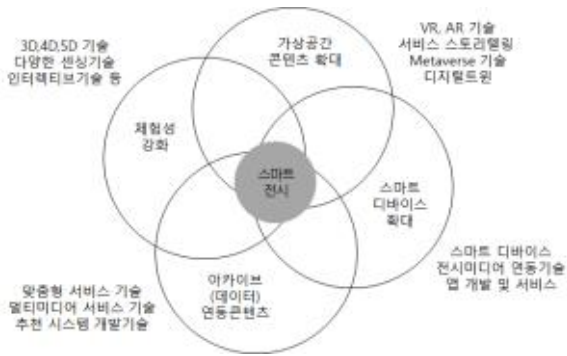 3D,4D,5D 기술
다양한 센싱기술
인터랙티브기술 등
가상공간
콘텐츠 확대
VR, AR 기술
서비스 스토리텔링
Metaverse 기술
디지털트윈
체험성
강화
스마트
전시
스마트
디바이스
확대
아카이브
(데이터)
연동콘텐츠
맞춤형 서비스 기술
멀티미디어 서비스 기술
추천 시스템 개발기술
스마트 디바이스
전시미디어 연동기술
앱 개발 및 서비스